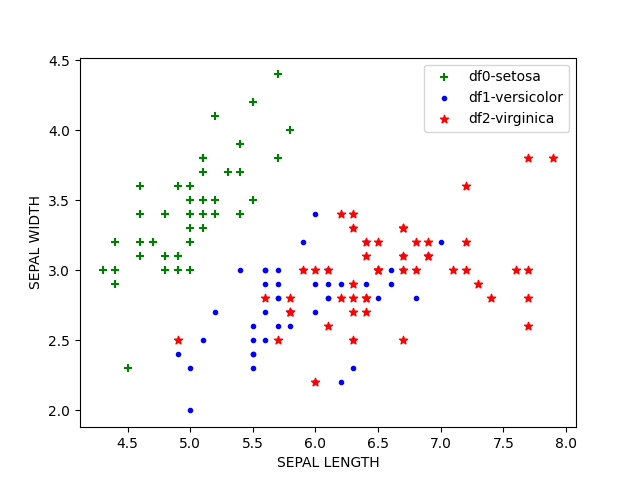 4.5
4.0
3.5
3.0
2.5
2.0
SEPAL WIDTH
df0-setosa
df1-versicolor
df2-virginica
4.5 5.0 5.5 6.0 6.5 7.0 7.5 8.0
SEPAL LENGTH